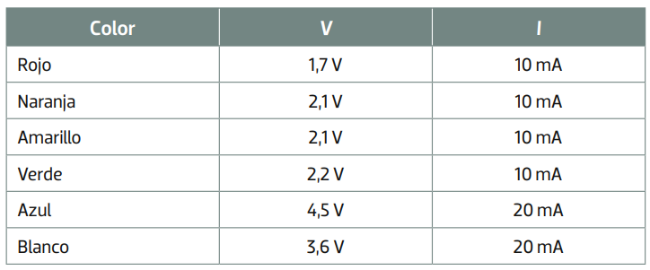 Color V I
Rojo 1,7 V 10 mA
Naranja 2,1 V 10 mA
Amarillo 2,1 V 10 mA
Verde 2,2 V 10 mA
Azul 4,5 V 20 mA
Blanco 3,6 V 20 mA